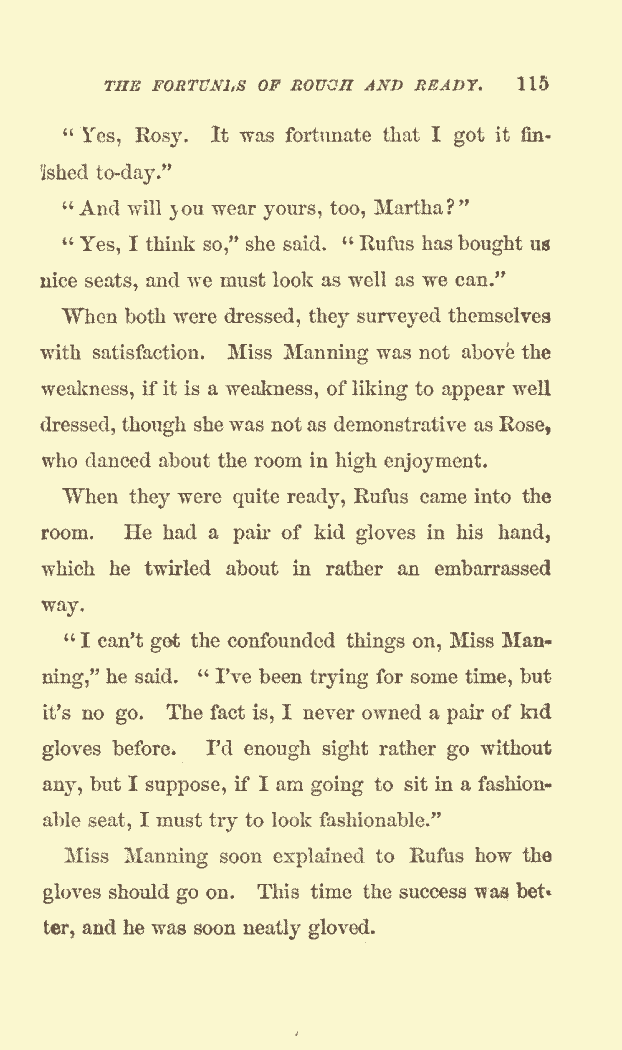 THE FORTUNES OF ROUGH AND READY. 115
“Yes, Rosy. It was fortunate that I got it fin-
ished to-day.”
“And will you wear yours, too, Martha?”
“Yes, I think so,” she said. “Rufus has bought us
nice seats, and we must look as well as we can.”
When both were dressed, they surveyed themselves
with satisfaction. Miss Manning was not above the
weakness, if it is a weakness, of liking to appear well
dressed, though she was not as demonstrative as Rose,
who danced about the room in high enjoyment.
When they were quite ready, Rufus came into the
room. He had a pair of kid gloves in his hand,
which he twirled about in rather an embarrassed
way.
“I can’t get the confounded things on, Miss Man-
ning,” he said. “I’ve been trying for some time, but
it’s no go. The fact is, I never owned a pair of kid
gloves before. I’d enough sight rather go without
any, but I suppose, if I am going to sit in a fashion-
able seat, I must try to look fashionable.”
Miss Manning soon explained to Rufus how the
gloves should go on. This time the success was bet-
ter, and he was soon neatly gloved.